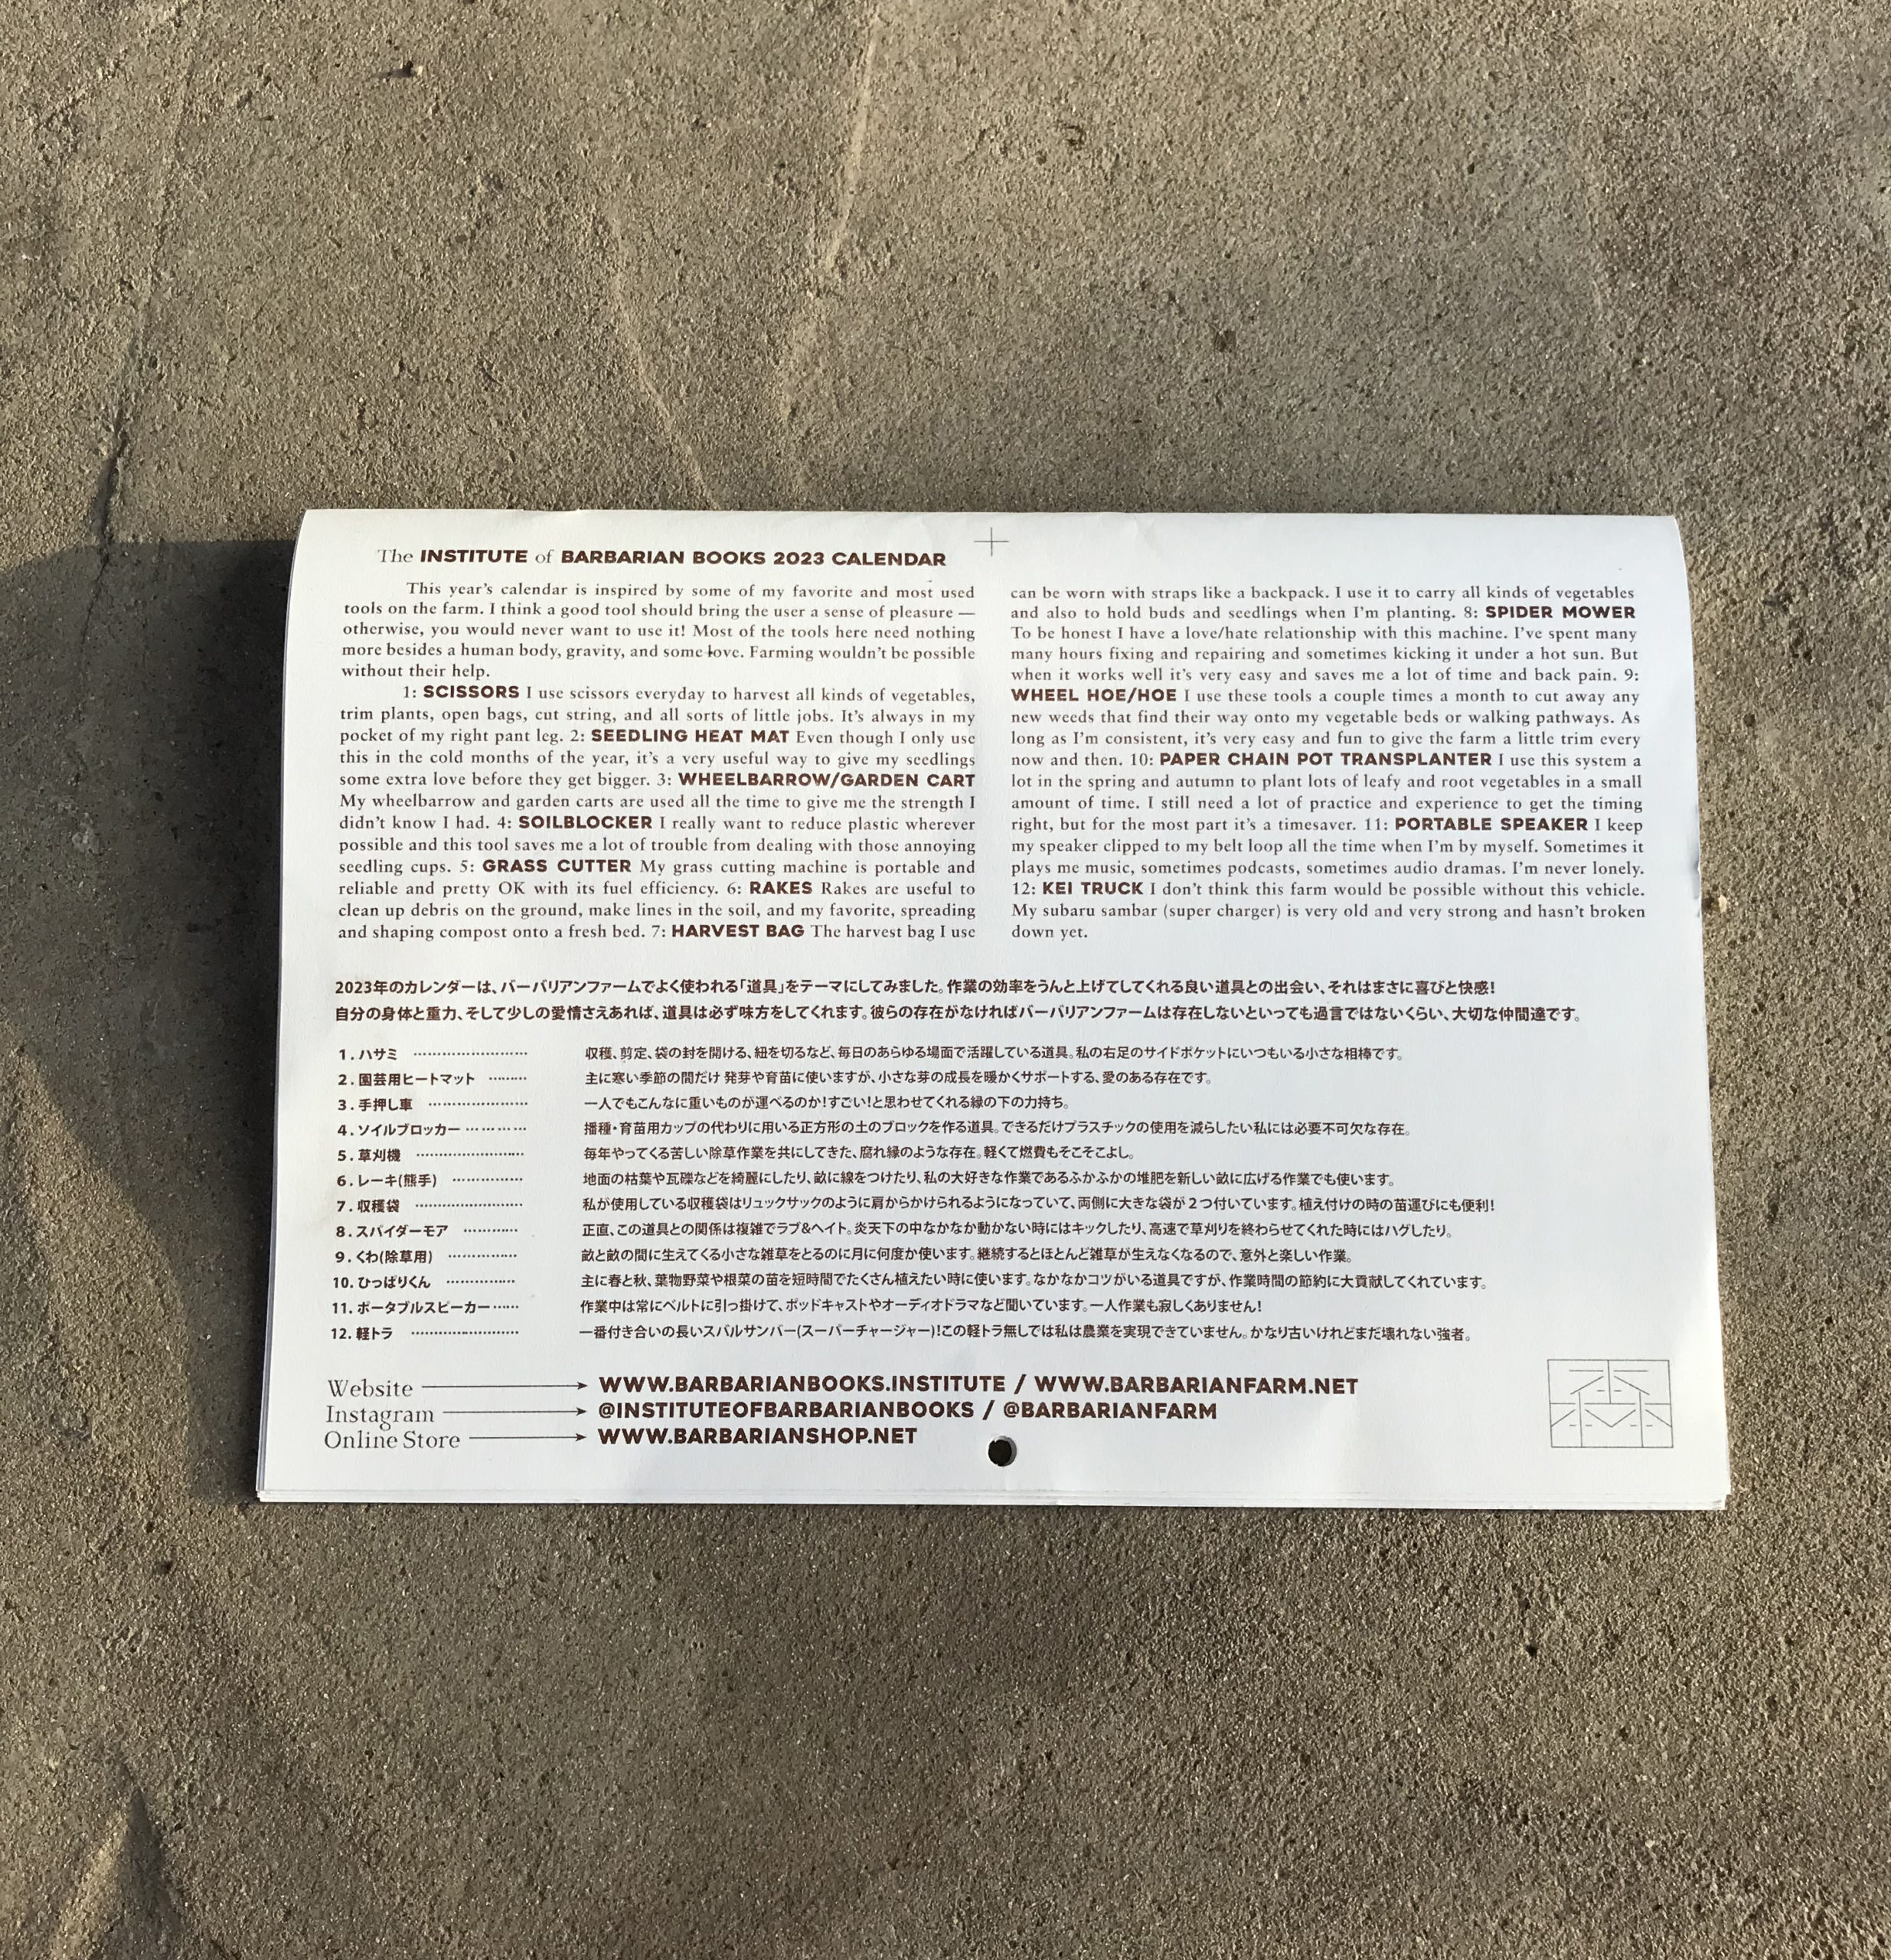 The INSTITUTE of BARBARIAN BOOKS 2023 CALENDAR
This year's calendar is inspired by some of my favorite and most used
tools on the farm. I think a good tool should bring the user a sense of pleasure —
otherwise, you would never want to use it! Most of the tools here need nothing
more besides a human body, gravity, and some love. Farming wouldn't be possible
without their help.
1: SCISSORS I use scissors everyday to harvest all kinds of vegetables,
trim plants, open bags, cut string, and all sorts of little jobs. It's always in my
pocket of my right pant leg. 2: SEEDLING HEAT MAT Even though I only use
this in the cold months of the year, it's a very useful way to give my seedlings
some extra love before they get bigger. 3: WHEELBARROW/GARDEN CART
My wheelbarrow and garden carts are used all the time to give me the strength I
didn't know I had. 4: SOILBLOCKER I really want to reduce plastic wherever
possible and this tool saves me a lot of trouble from dealing with those annoying
seedling cups. 5: GRASS CUTTER My grass cutting machine is portable and
reliable and pretty OK with its fuel efficiency. 6: RAKES Rakes are useful to
clean up debris on the ground, make lines in the soil, and my favorite, spreading
and shaping compost onto a fresh bed. 7: HARVEST BAG The harvest bag I use
can be worn with straps like a backpack. I use it to carry all kinds of vegetables
and also to hold buds and seedlings when I'm planting. 8: SPIDER MOWER
To be honest I have a love/hate relationship with this machine. I've spent many
many hours fixing and repairing and sometimes kicking it under a hot sun. But
when it works well it's very easy and saves me a lot of time and back pain. 9:
WHEEL HOE/HOE I use these tools a couple times a month to cut away any
new weeds that find their way onto my vegetable beds or walking pathways. As
long as I'm consistent, it's very easy and fun to give the farm a little trim every
now and then. 10: PAPER CHAIN POT TRANSPLANTER I use this system a
lot in the spring and autumn to plant lots of leafy and root vegetables in a small
amount of time. I still need a lot of practice and experience to get the timing
right, but for the most part it's a timesaver. 11: PORTABLE SPEAKER I keep
my speaker clipped to my belt loop all the time when I'm by myself. Sometimes it
plays me music, sometimes podcasts, sometimes audio dramas. I'm never lonely.
12: KEI TRUCK I don't think this farm would be possible without this vehicle.
My subaru sambar (super charger) is very old and very strong and hasn't broken
down yet.
2023年のカレンダーは、バーバリアンファームでよく使われる「道具」をテーマにしてみました。作業の効率をうんと上げてしてくれる良い道具との出会い、それはまさに喜びと快感!
自分の身体と重力、そして少しの愛情さえあれば、道具は必ず味方をしてくれます。彼らの存在がなければバーバリアンファームは存在しないといっても過言ではないくらい、大切な仲間達です。
1. ハサミ ........................ 収穫、剪定、袋の封を開ける、紐を切るなど、毎日のあらゆる場面で活躍している道具。私の右足のサイドポケットにいつもいる小さな相棒です。
2. 園芸用ヒートマット ......... 主に寒い季節の間だけ 発芽や育苗に使いますが、小さな芽の成長を暖かくサポートする、愛のある存在です。
3. 手押し車 ..................... 一人でもこんなに重いものが運べるのか!すごい!と思わせてくれる縁の下の力持ち。
4. ソイルブロッカー ............ 播種・育苗用カップの代わりに用いる正方形の土のブロックを作る道具。できるだけプラスチックの使用を減らしたい私には必要不可欠な存在。
5. 草刈機 ....................... 毎年やってくる苦しい除草作業を共にしてきた、腐れ縁のような存在。軽くて燃費もそこそこよし。
6. レーキ(熊手) ............... 地面の枯葉や瓦礫などを綺麗にしたり、畝に線をつけたり、私の大好きな作業であるふかふかの堆肥を新しい畝に広げる作業でも使います。
7. 収穫袋 ....................... 私が使用している収穫袋はリュックサックのように肩からかけられるようになっていて、両側に大きな袋が2つ付いています。植え付けの時の苗運びにも便利!
8. スパイダーモア ............ 正直、この道具との関係は複雑でラブ&ヘイト。炎天下の中なかなか動かない時にはキックしたり、高速で草刈りを終わらせてくれた時にはハグしたり。
9. くわ(除草用) ............... 畝と畝の間に生えてくる小さな雑草をとるのに月に何度か使います。継続するとほとんど雑草が生えなくなるので、意外と楽しい作業。
10. ひっぱりくん ............... 主に春と秋、葉物野菜や根菜の苗を短時間でたくさん植えたい時に使います。なかなかコツがいる道具ですが、作業時間の節約に大貢献してくれています。
11. ポータブルスピーカー ...... 作業中は常にベルトに引っ掛けて、ポッドキャストやオーディオドラマなど聞いています。一人作業も寂しくありません!
12. 軽トラ ....................... 一番付き合いの長いスバルサンバー(スーパーチャージャー)!この軽トラ無しでは私は農業を実現できていません。かなり古いけれどまだ壊れない強者。
Website WWW.BARBARIANBOOKS.INSTITUTE / WWW.BARBARIANFARM.NET
Instagram @INSTITUTEOFBARBARIANBOOKS / @BARBARIANFARM
Online Store WWW.BARBARIANSHOP.NET